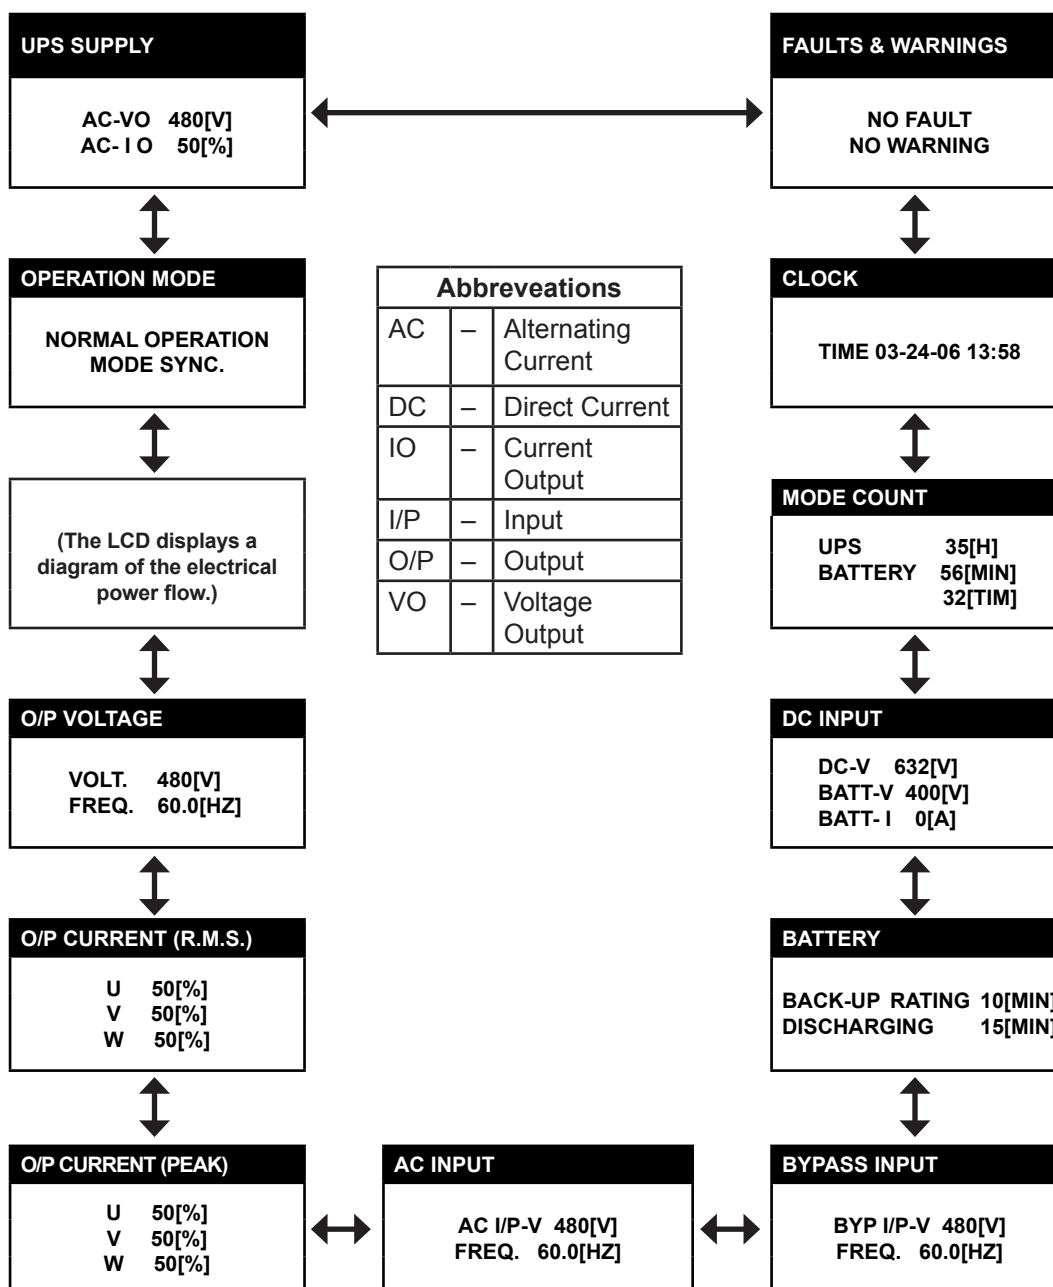 UPS SUPPLY
AC-VO 480[V]
AC- I O 50[%]
FAULTS & WARNINGS
NO FAULT
NO WARNING
OPERATION MODE
NORMAL OPERATION
MODE SYNC.
Abbreveations
AC – Alternating
Current
DC – Direct Current
IO – Current
Output
I/P – Input
O/P – Output
VO – Voltage
Output
CLOCK
TIME 03-24-06 13:58
(The LCD displays a
diagram of the electrical
power flow.)
MODE COUNT
UPS 35[H]
BATTERY 56[MIN]
32[TIM]
O/P VOLTAGE
VOLT. 480[V]
FREQ. 60.0[HZ]
DC INPUT
DC-V 632[V]
BATT-V 400[V]
BATT- I 0[A]
O/P CURRENT (R.M.S.)
U 50[%]
V 50[%]
W 50[%]
BATTERY
BACK-UP RATING 10[MIN]
DISCHARGING 15[MIN]
O/P CURRENT (PEAK)
U 50[%]
V 50[%]
W 50[%]
AC INPUT
AC I/P-V 480[V]
FREQ. 60.0[HZ]
BYPASS INPUT
BYP I/P-V 480[V]
FREQ. 60.0[HZ]